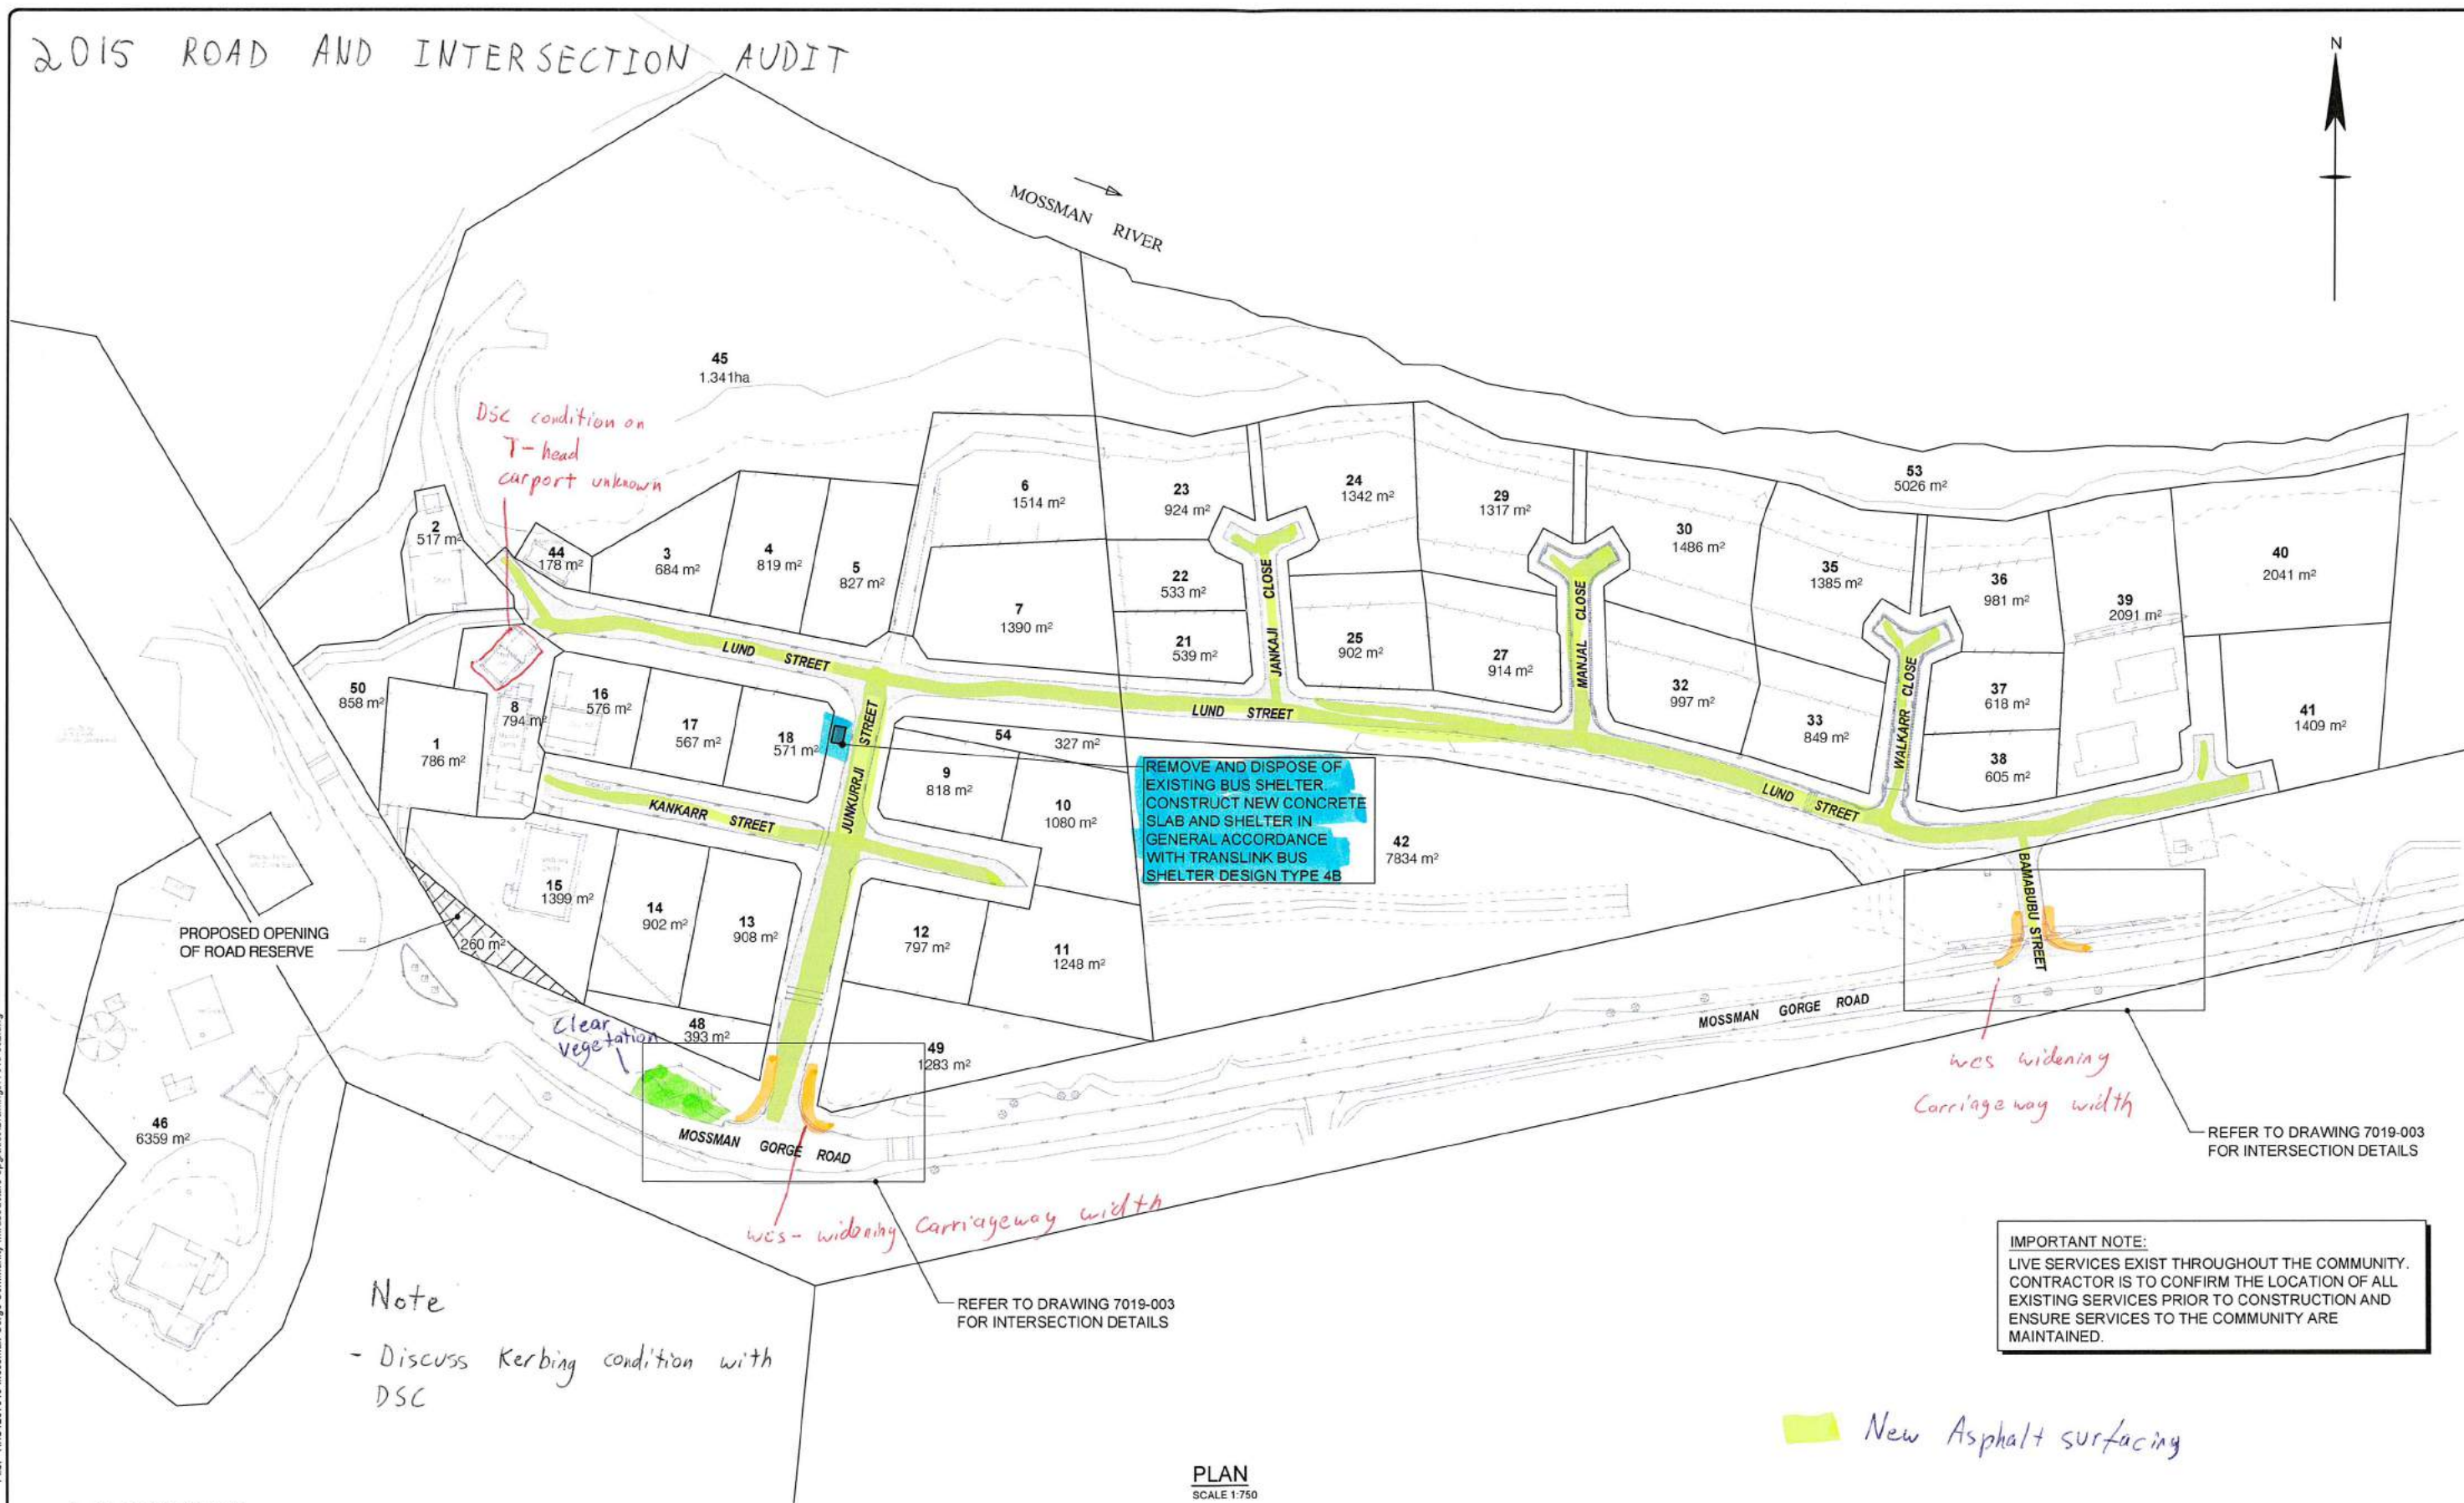 2015 ROAD AND INTERSECTION AUDIT
N
MOSSMAN RIVER
45
1.341ha
DSC condition on
T-head
carport unknown
2
517 m²
44
178 m²
3
684 m²
4
819 m²
5
827 m²
6
1514 m²
7
1390 m²
23
924 m²
22
533 m²
21
539 m²
24
1342 m²
25
902 m²
29
1317 m²
27
914 m²
30
1486 m²
32
997 m²
35
1385 m²
33
849 m²
53
5026 m²
36
981 m²
37
618 m²
38
605 m²
39
2091 m²
40
2041 m²
41
1409 m²
JANKAJI CLOSE
MANJAL CLOSE
WALKARR CLOSE
LUND STREET
LUND STREET
LUND STREET
50
858 m²
1
786 m²
8
794 m²
16
576 m²
17
567 m²
18
571 m²
JUNKURRJI STREET
KANKARR STREET
54 327 m²
9
818 m²
10
1080 m²
REMOVE AND DISPOSE OF
EXISTING BUS SHELTER.
CONSTRUCT NEW CONCRETE
SLAB AND SHELTER IN
GENERAL ACCORDANCE
WITH TRANSLINK BUS
SHELTER DESIGN TYPE 4B
42
7834 m²
BAMABUBU STREET
15
1399 m²
14
902 m²
13
908 m²
12
797 m²
11
1248 m²
PROPOSED OPENING
OF ROAD RESERVE
260 m²
Clear
Vegetation
48
393 m²
49
1283 m²
46
6359 m²
MOSSMAN GORGE ROAD
MOSSMAN GORGE ROAD
wcs widening
Carriageway width
REFER TO DRAWING 7019-003
FOR INTERSECTION DETAILS
wcs- widening Carriageway width
REFER TO DRAWING 7019-003
FOR INTERSECTION DETAILS
IMPORTANT NOTE:
LIVE SERVICES EXIST THROUGHOUT THE COMMUNITY.
CONTRACTOR IS TO CONFIRM THE LOCATION OF ALL
EXISTING SERVICES PRIOR TO CONSTRUCTION AND
ENSURE SERVICES TO THE COMMUNITY ARE
MAINTAINED.
Note
- Discuss Kerbing condition with
DSC
New Asphalt surfacing
PLAN
SCALE 1:750